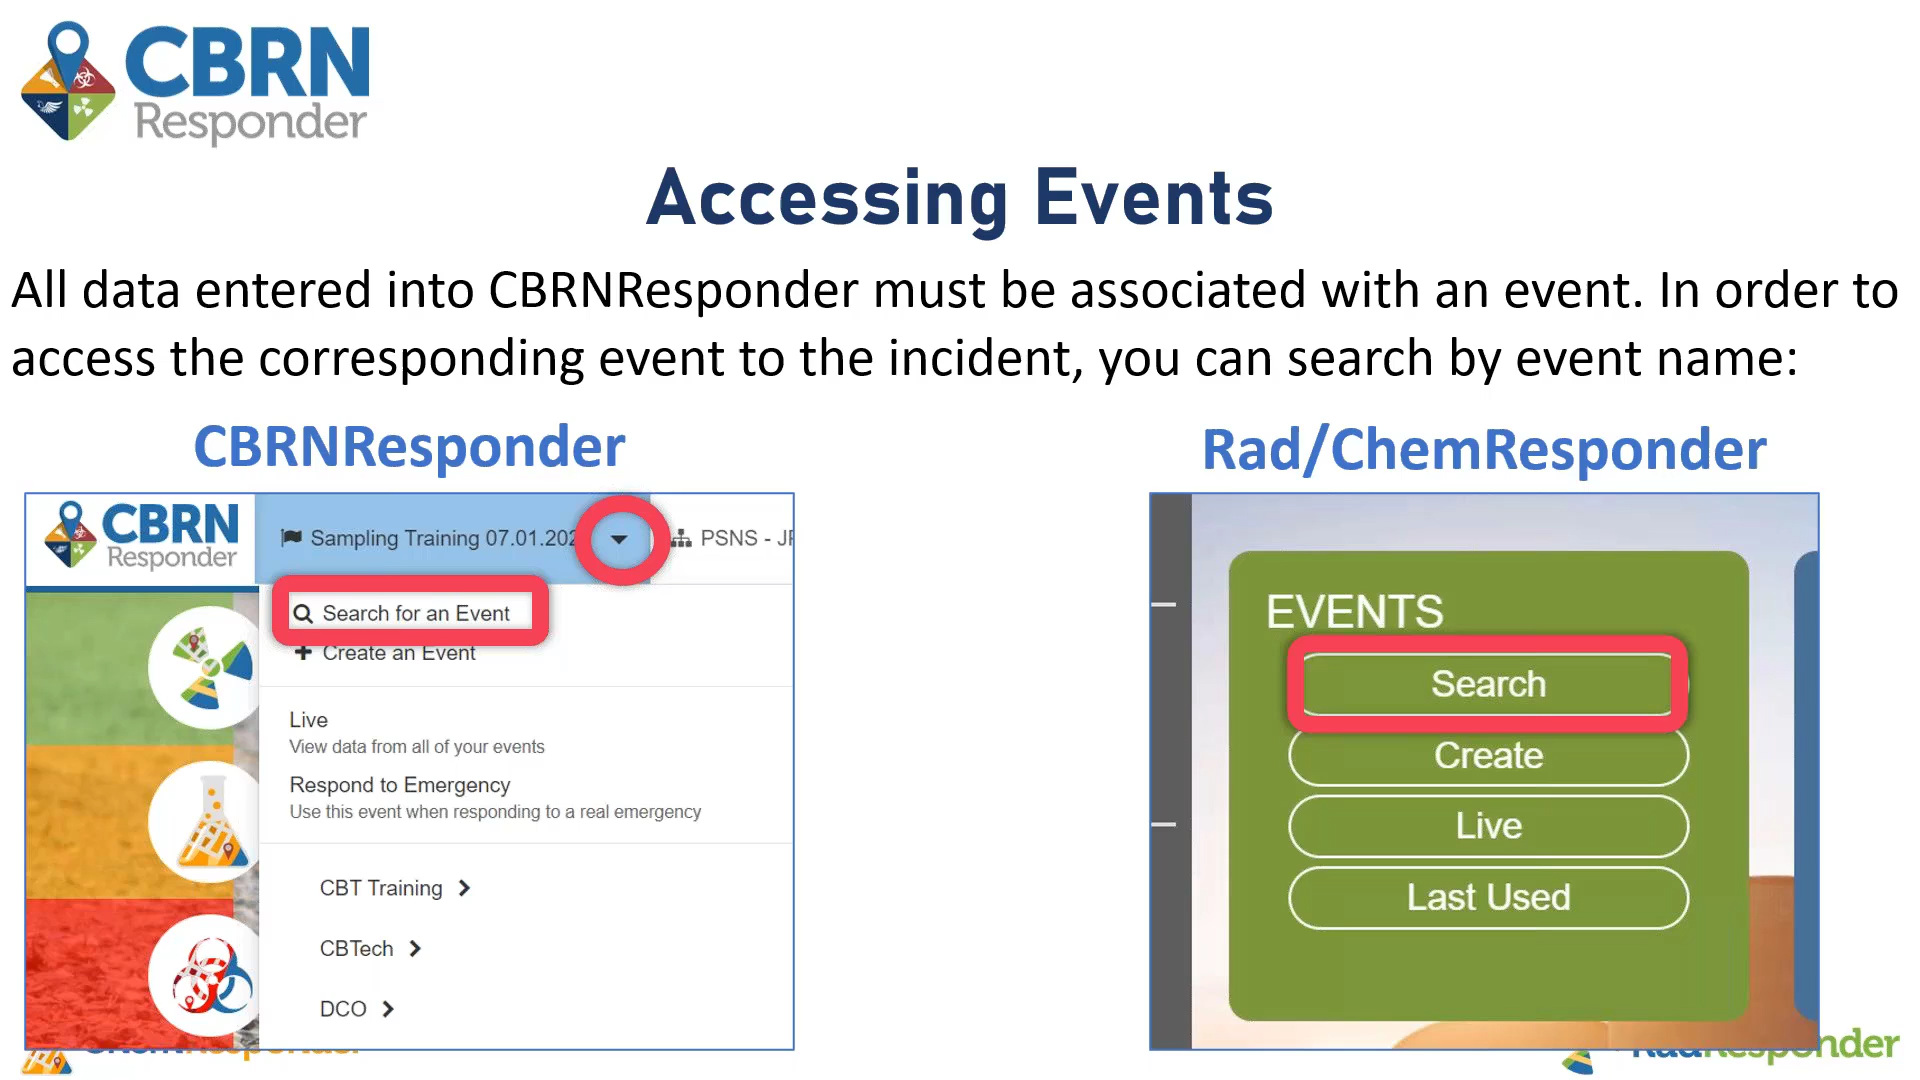 CBRN
Responder
Accessing Events
All data entered into CBRNResponder must be associated with an event. In order to
access the corresponding event to the incident, you can search by event name:
CBRNResponder
Rad/ChemResponder
CBRN
Responder
Sampling Training 07.01.202
PSNS -
Search for an Event
Create an Event
Live
View data from all of your events
Respond to Emergency
Use this event when responding to a real emergency
CBT Training
CBTech
DCO
EVENTS
Search
Create
Live
Last Used
ChemResponder
RadResponder